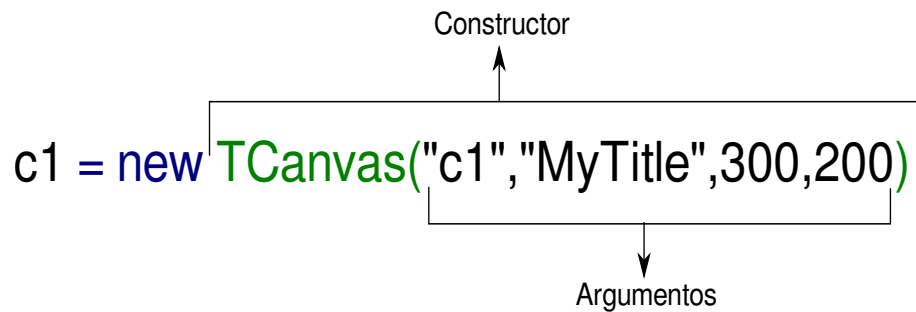 Constructor
c1 = new TCanvas("c1","MyTitle",300,200)
Argumentos